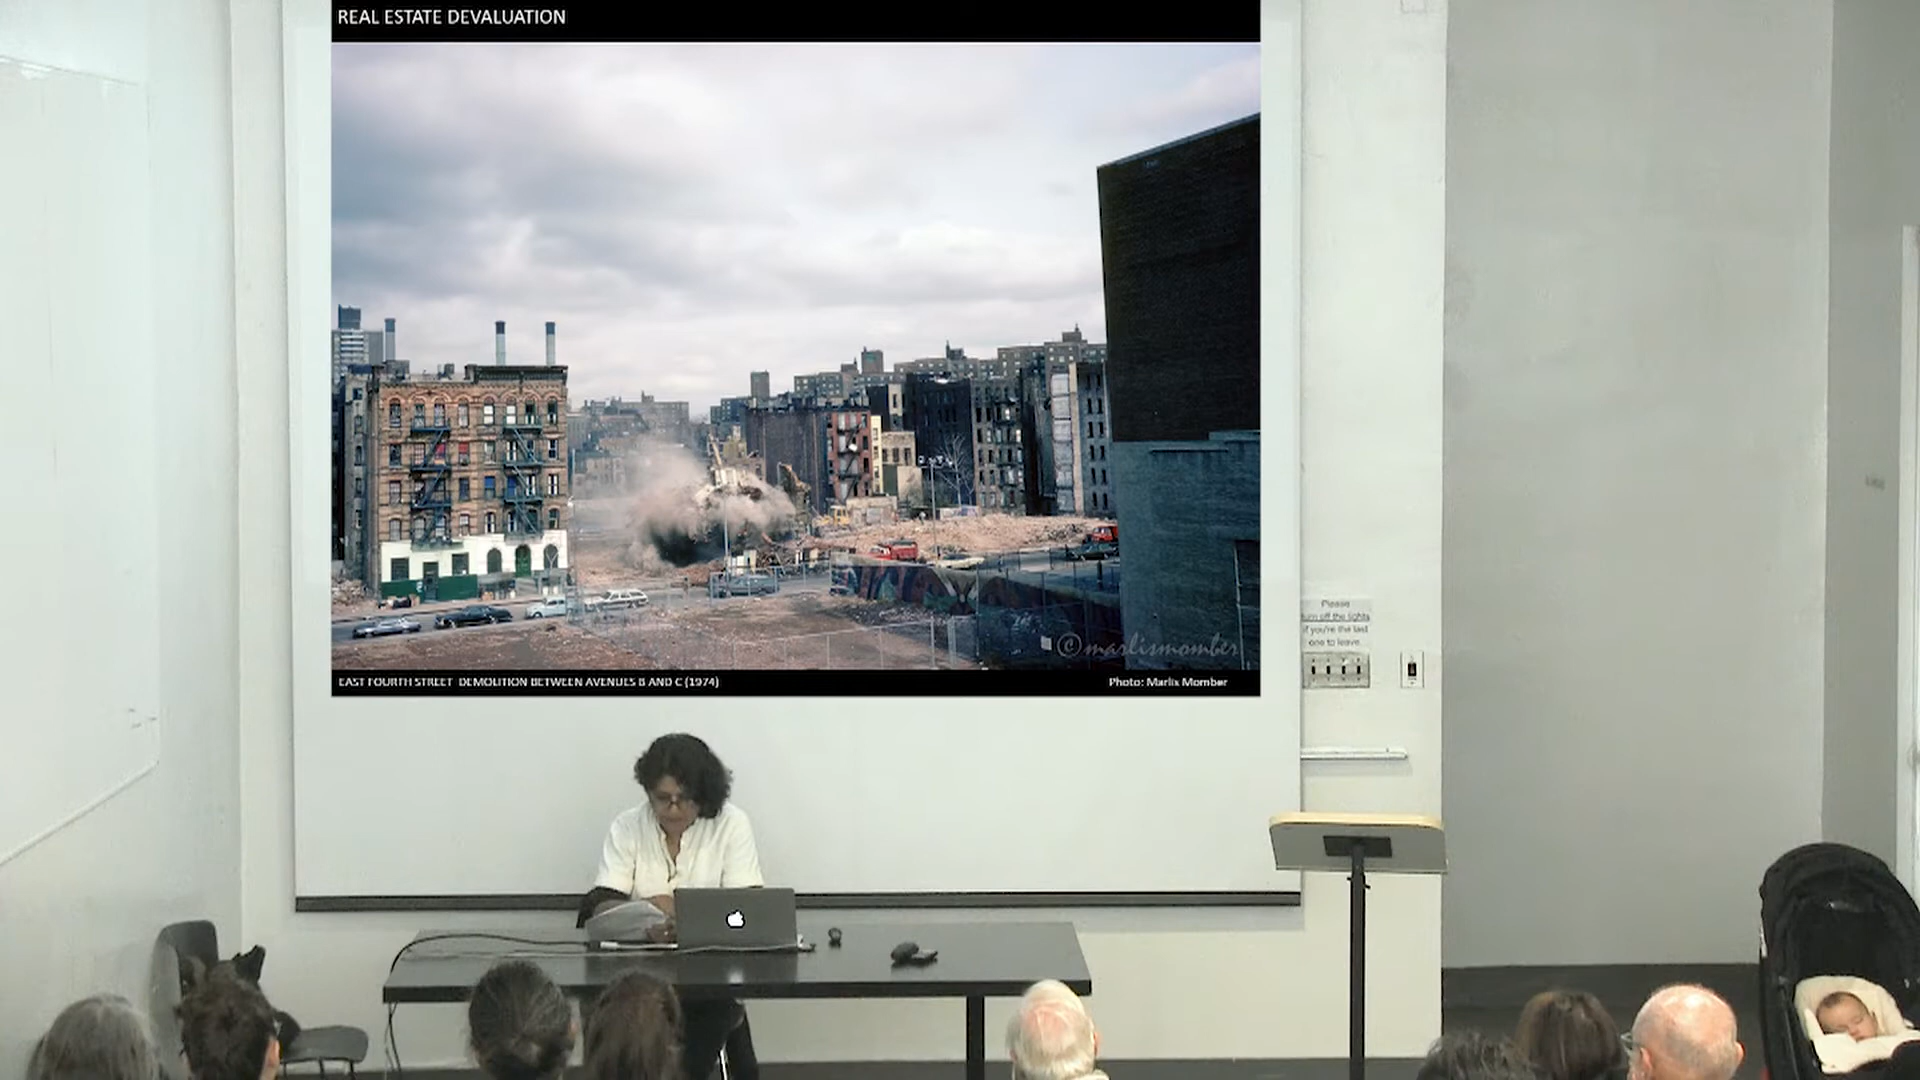 REAL ESTATE DEVALUATION
©marlismomber
EAST FOURTH STREET DEMOLITION BETWEEN AVENUES B AND C (1974)
Photo: Marlis Momber
Please
turn off the lights
if you're the last
one to leave.